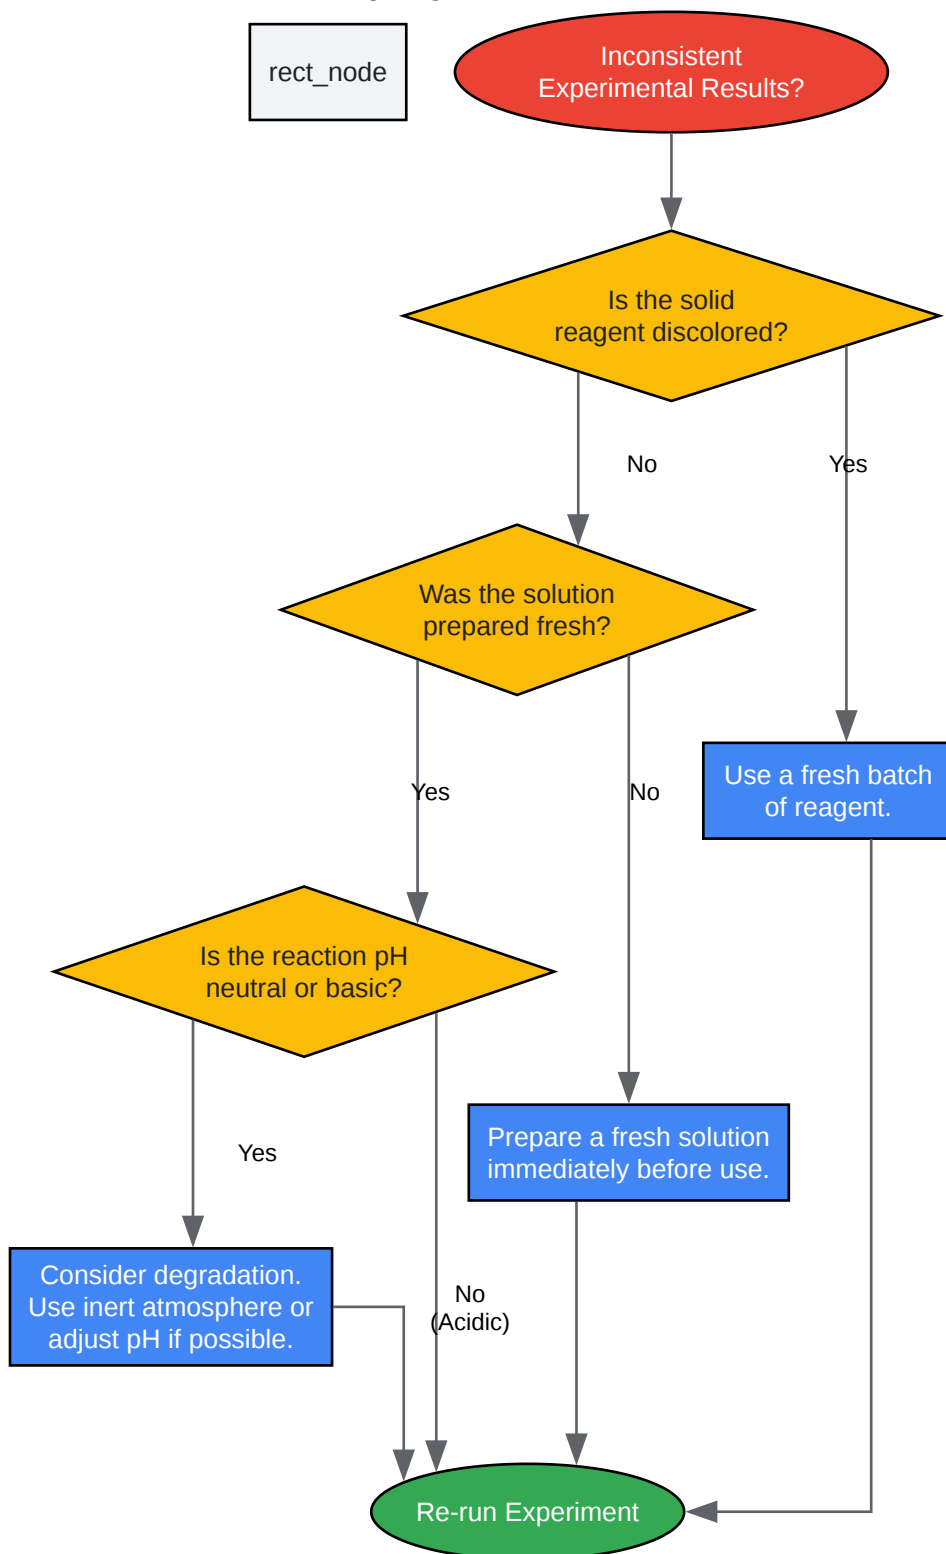 rect_node
Inconsistent
Experimental Results?
Is the solid
reagent discolored?
No
Yes
Was the solution
prepared fresh?
Yes
No
Use a fresh batch
of reagent.
Is the reaction pH
neutral or basic?
Yes
Prepare a fresh solution
immediately before use.
Consider degradation.
Use inert atmosphere or
adjust pH if possible.
No
(Acidic)
Re-run Experiment